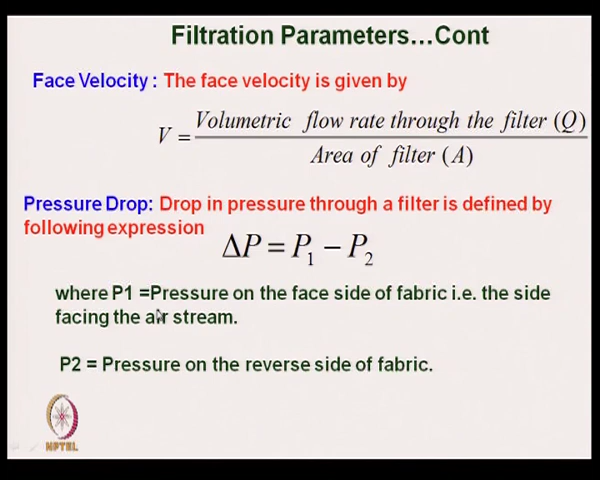 Filtration Parameters...Cont
Face Velocity : The face velocity is given by
V = Volumetric flow rate through the filter (Q)
Area of filter (A)
Pressure Drop: Drop in pressure through a filter is defined by
following expression
ΔP = P₁ − P₂
where P1 =Pressure on the face side of fabric i.e. the side
facing the air stream.
P2 = Pressure on the reverse side of fabric.
NPTEL